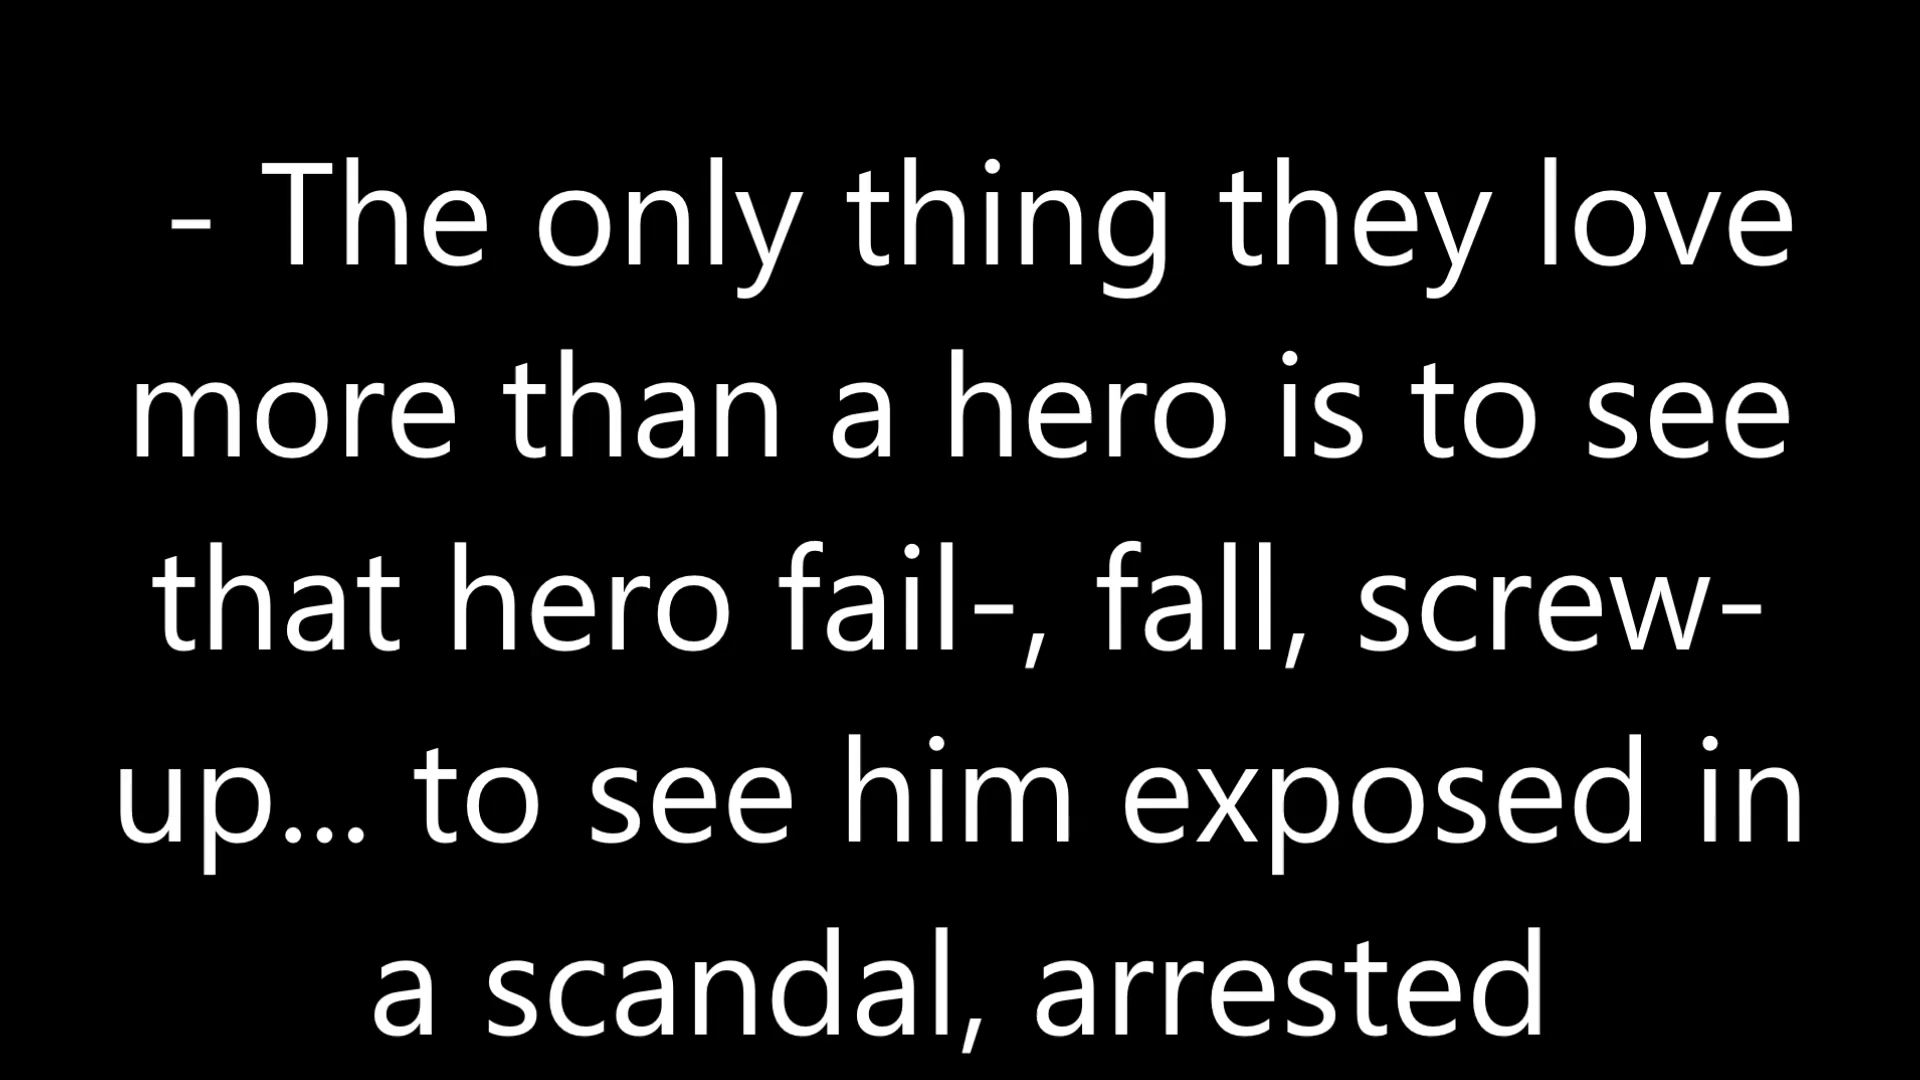 - The only thing they love
more than a hero is to see
that hero fail-, fall, screw-
up... to see him exposed in
a scandal, arrested